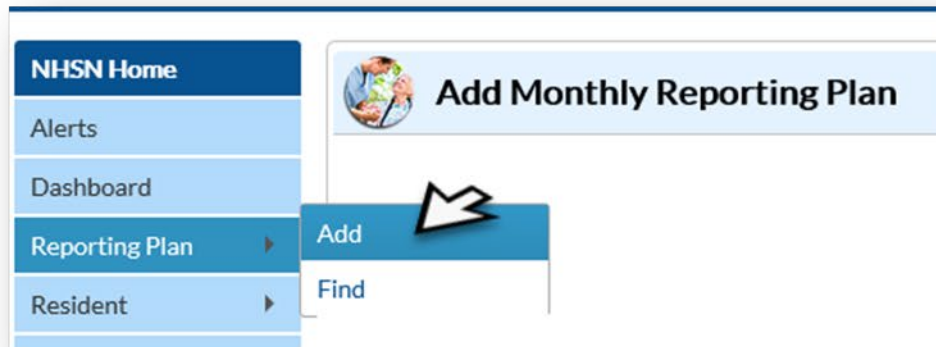 NHSN Home
Alerts
Dashboard
Reporting Plan
Resident
Add Monthly Reporting Plan
Add
Find